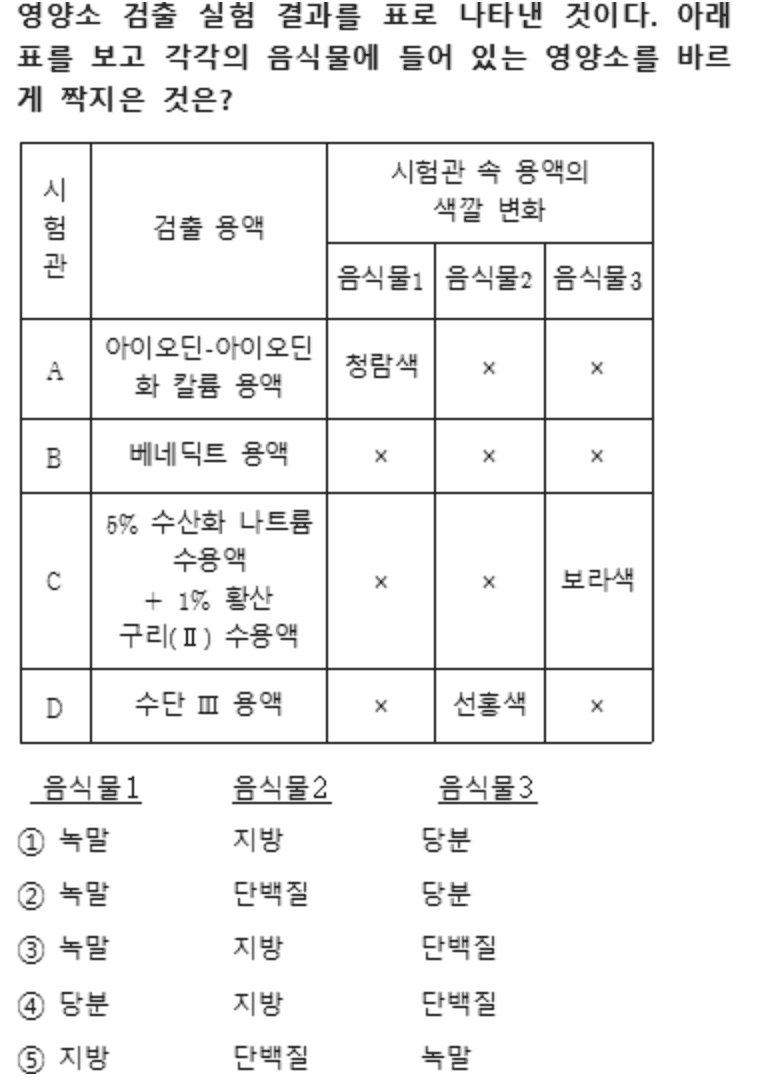 영양소 검출 실험 결과를 표로 나타낸 것이다. 아래
표를 보고 각각의 음식물에 들어 있는 영양소를 바르
게 짝지은 것은?
시험관 검출 용액 시험관 속 용액의
색깔 변화
음식물1 음식물2 음식물3
A 아이오딘-아이오딘
화 칼륨 용액 청람색 × ×
B 베네딕트 용액 × × ×
C 5% 수산화 나트륨
수용액
+ 1% 황산
구리(Ⅱ) 수용액 × × 보라색
D 수단 Ⅲ 용액 × 선홍색 ×
음식물1 음식물2 음식물3
① 녹말 지방 당분
② 녹말 단백질 당분
③ 녹말 지방 단백질
④ 당분 지방 단백질
⑤ 지방 단백질 녹말